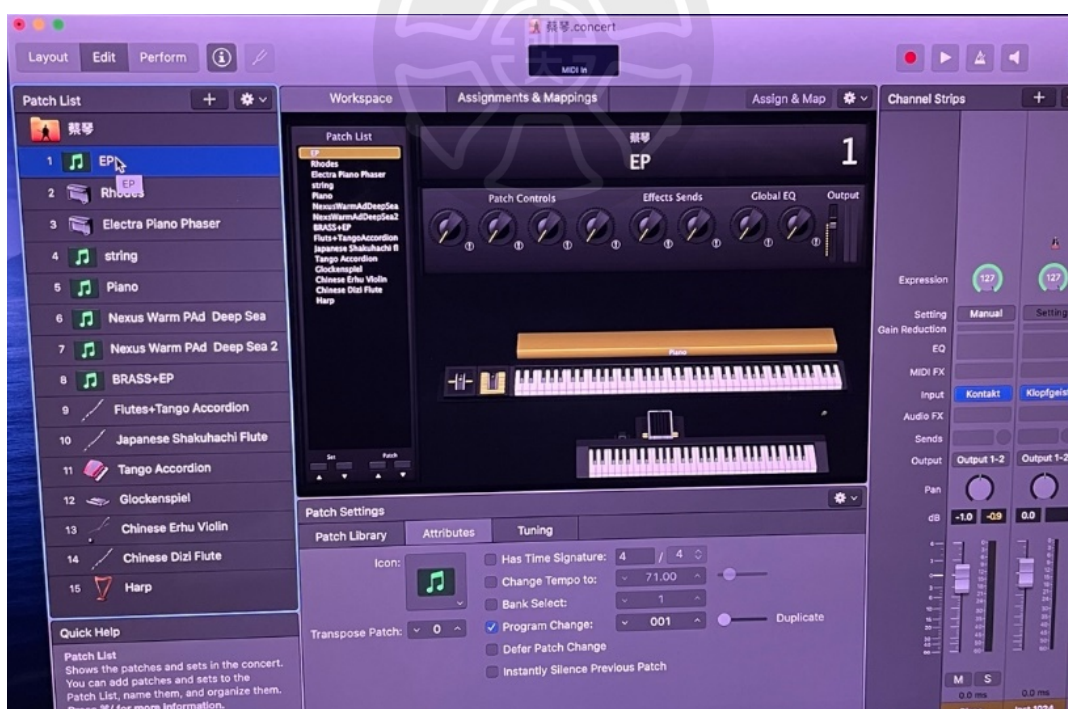 蔡琴.concert
Layout Edit Perform
MIDI In
Patch List
蔡琴
1 EP
EP
2 Rhodes
3 Electra Piano Phaser
4 string
5 Piano
6 Nexus Warm PAd Deep Sea
7 Nexus Warm PAd Deep Sea 2
8 BRASS+EP
9 Flutes+Tango Accordion
10 Japanese Shakuhachi Flute
11 Tango Accordion
12 Glockenspiel
13 Chinese Erhu Violin
14 Chinese Dizi Flute
15 Harp
Quick Help
Patch List
Shows the patches and sets in the concert.
You can add patches and sets to the
Patch List, name them, and organize them.
Press ⌘/ for more information.
Workspace Assignments & Mappings Assign & Map
Patch List
EP
Rhodes
Electra Piano Phaser
string
Piano
NexusWarmAdDeepSea
NexsWarmAdDeepSea2
BRASS+EP
Fluts+TangoAccordion
Japanese Shakuhachi fl
Tango Accordion
Glockenspiel
Chinese Erhu Violin
Chinese Dizi Flute
Harp
Set Patch
蔡琴
EP
1
Patch Controls Effects Sends Global EQ Output
Piano
Patch Settings
Patch Library Attributes Tuning
Icon:
Has Time Signature: 4 / 4
Change Tempo to: 71.00
Bank Select: 1
Transpose Patch: 0
Program Change: 001 Duplicate
Defer Patch Change
Instantly Silence Previous Patch
Channel Strips
Expression 127 127
Setting Manual Setting
Gain Reduction
EQ
MIDI FX
Input Kontakt Klopfgeist
Audio FX
Sends
Output Output 1-2 Output 1-2
Pan
dB -1.0 -0.9 0.0
M S
0.0 ms 0.0 ms
Inst 1024